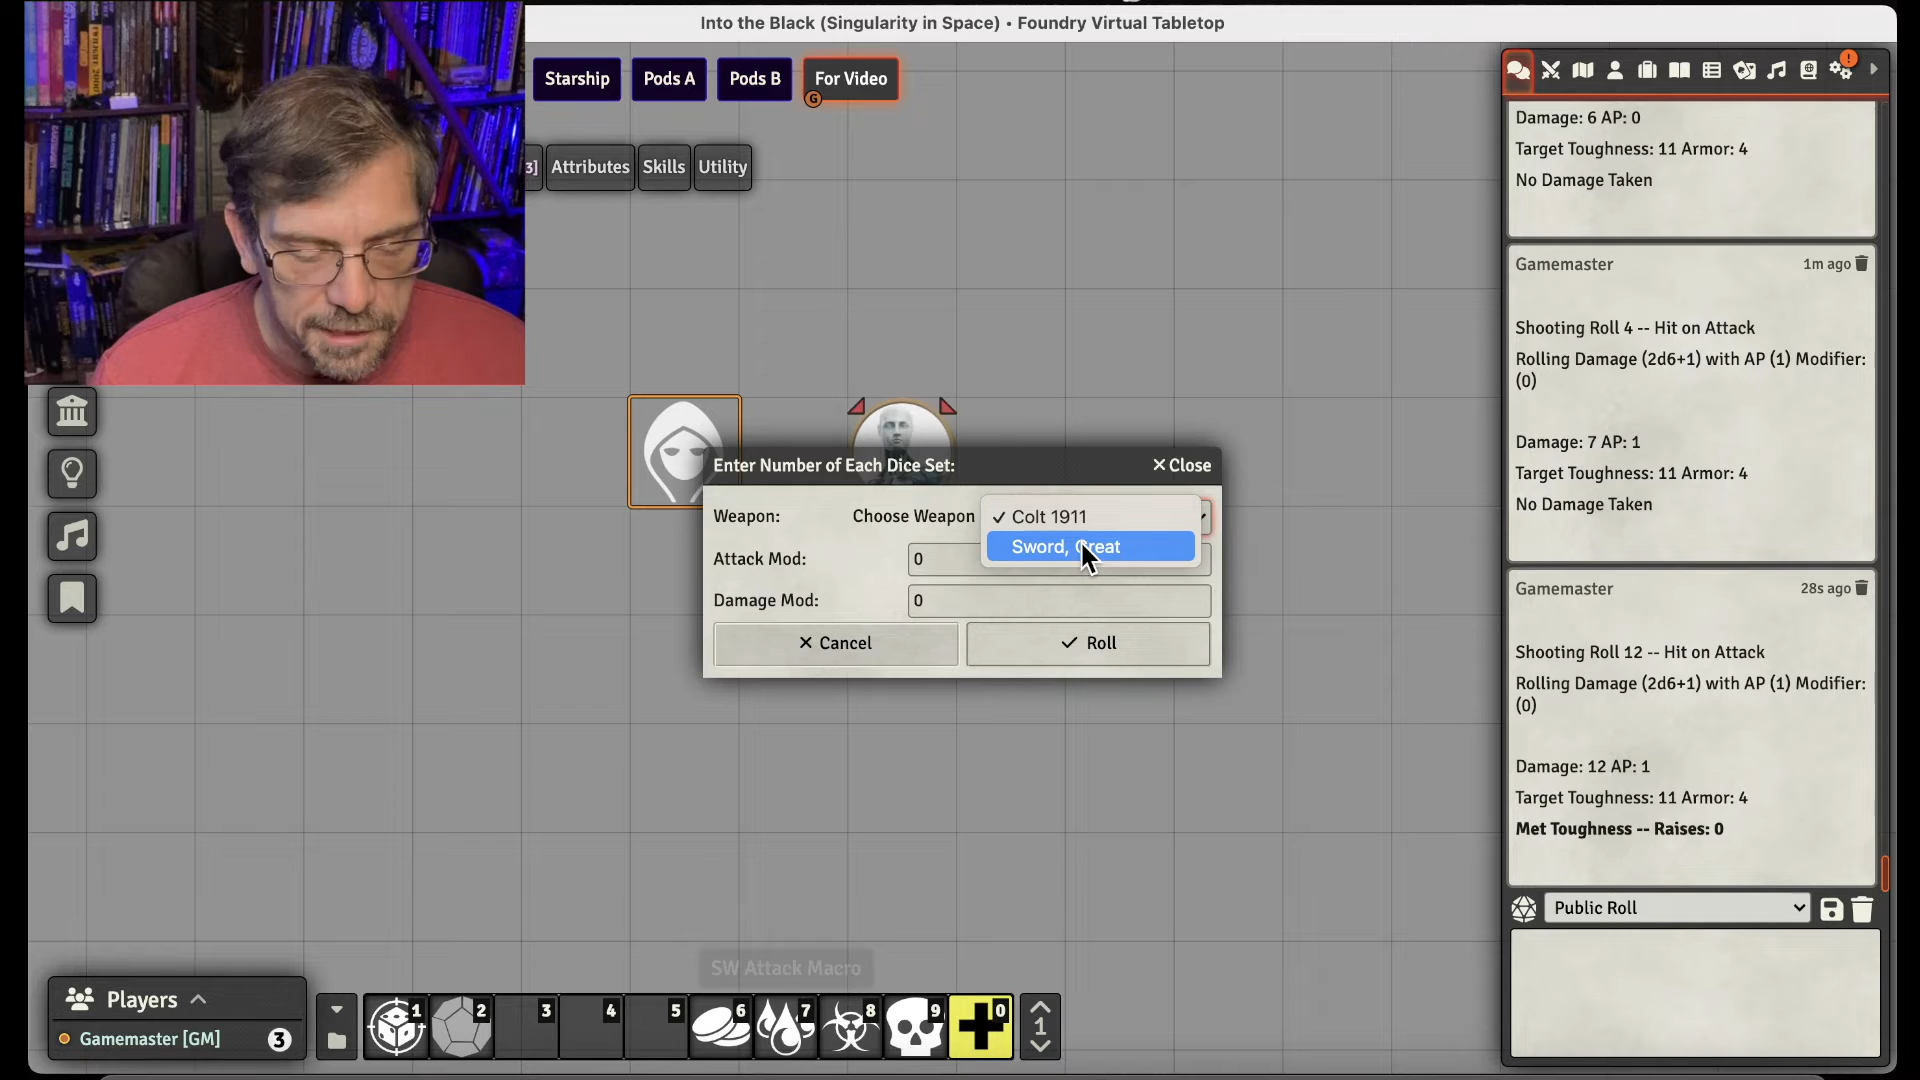 Into the Black (Singularity in Space) • Foundry Virtual Tabletop
Starship
Pods A
Pods B
For Video
G
3]
Attributes
Skills
Utility
Damage: 6 AP: 0
Target Toughness: 11 Armor: 4
No Damage Taken
Gamemaster
1m ago
Shooting Roll 4 -- Hit on Attack
Rolling Damage (2d6+1) with AP (1) Modifier:
(0)
Damage: 7 AP: 1
Target Toughness: 11 Armor: 4
No Damage Taken
Gamemaster
28s ago
Shooting Roll 12 -- Hit on Attack
Rolling Damage (2d6+1) with AP (1) Modifier:
(0)
Damage: 12 AP: 1
Target Toughness: 11 Armor: 4
Met Toughness -- Raises: 0
Public Roll
Enter Number of Each Dice Set:
Close
Weapon:
Choose Weapon
Colt 1911
Sword, Great
Attack Mod:
0
Damage Mod:
0
Cancel
Roll
SW Attack Macro
Players
Gamemaster [GM]
3
1
2
3
4
5
6
7
8
9
0
1